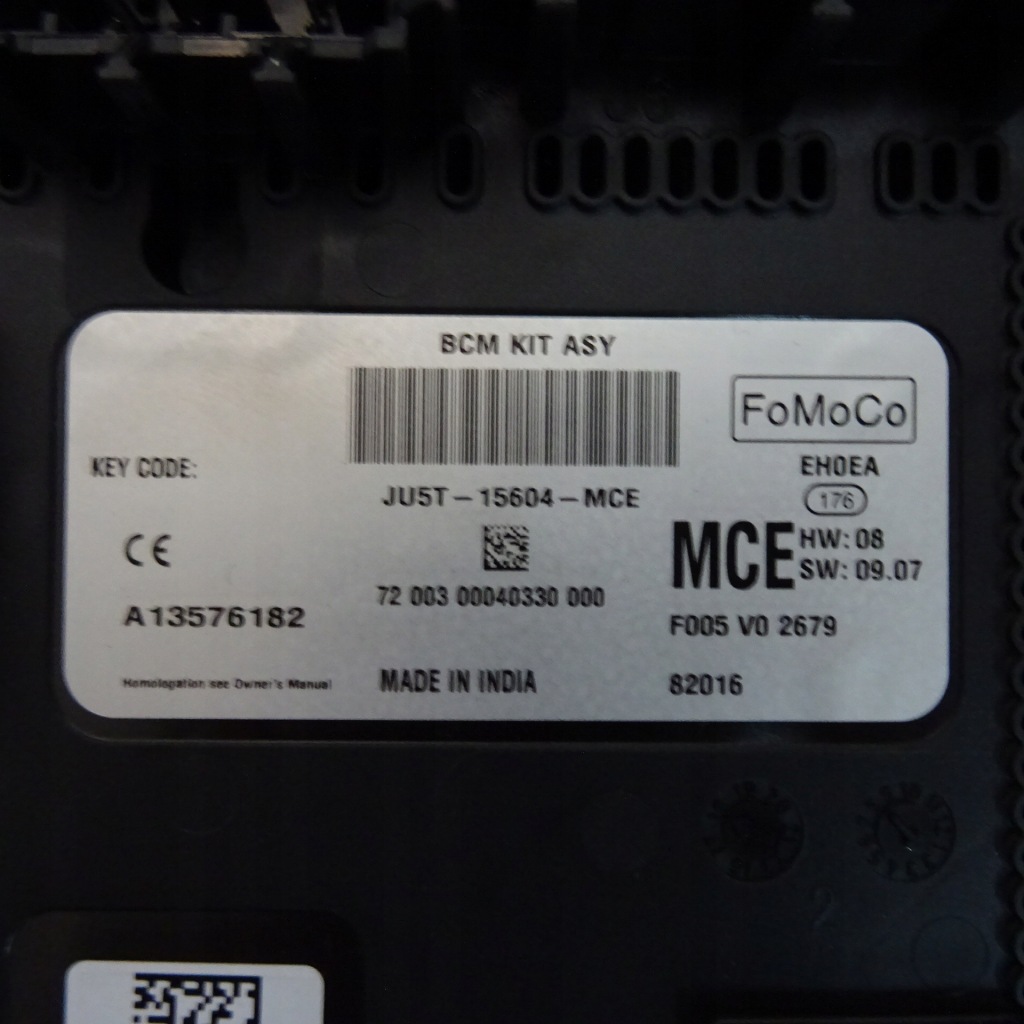 BCM KIT ASY
FoMoCo
KEY CODE:
EH0EA
JU5T-15604-MCE
176
CE
MCE
HW: 08
SW: 09.07
72 003 00040330 000
A13576182
F005 V0 2679
Homologation see Owner's Manual
MADE IN INDIA
82016